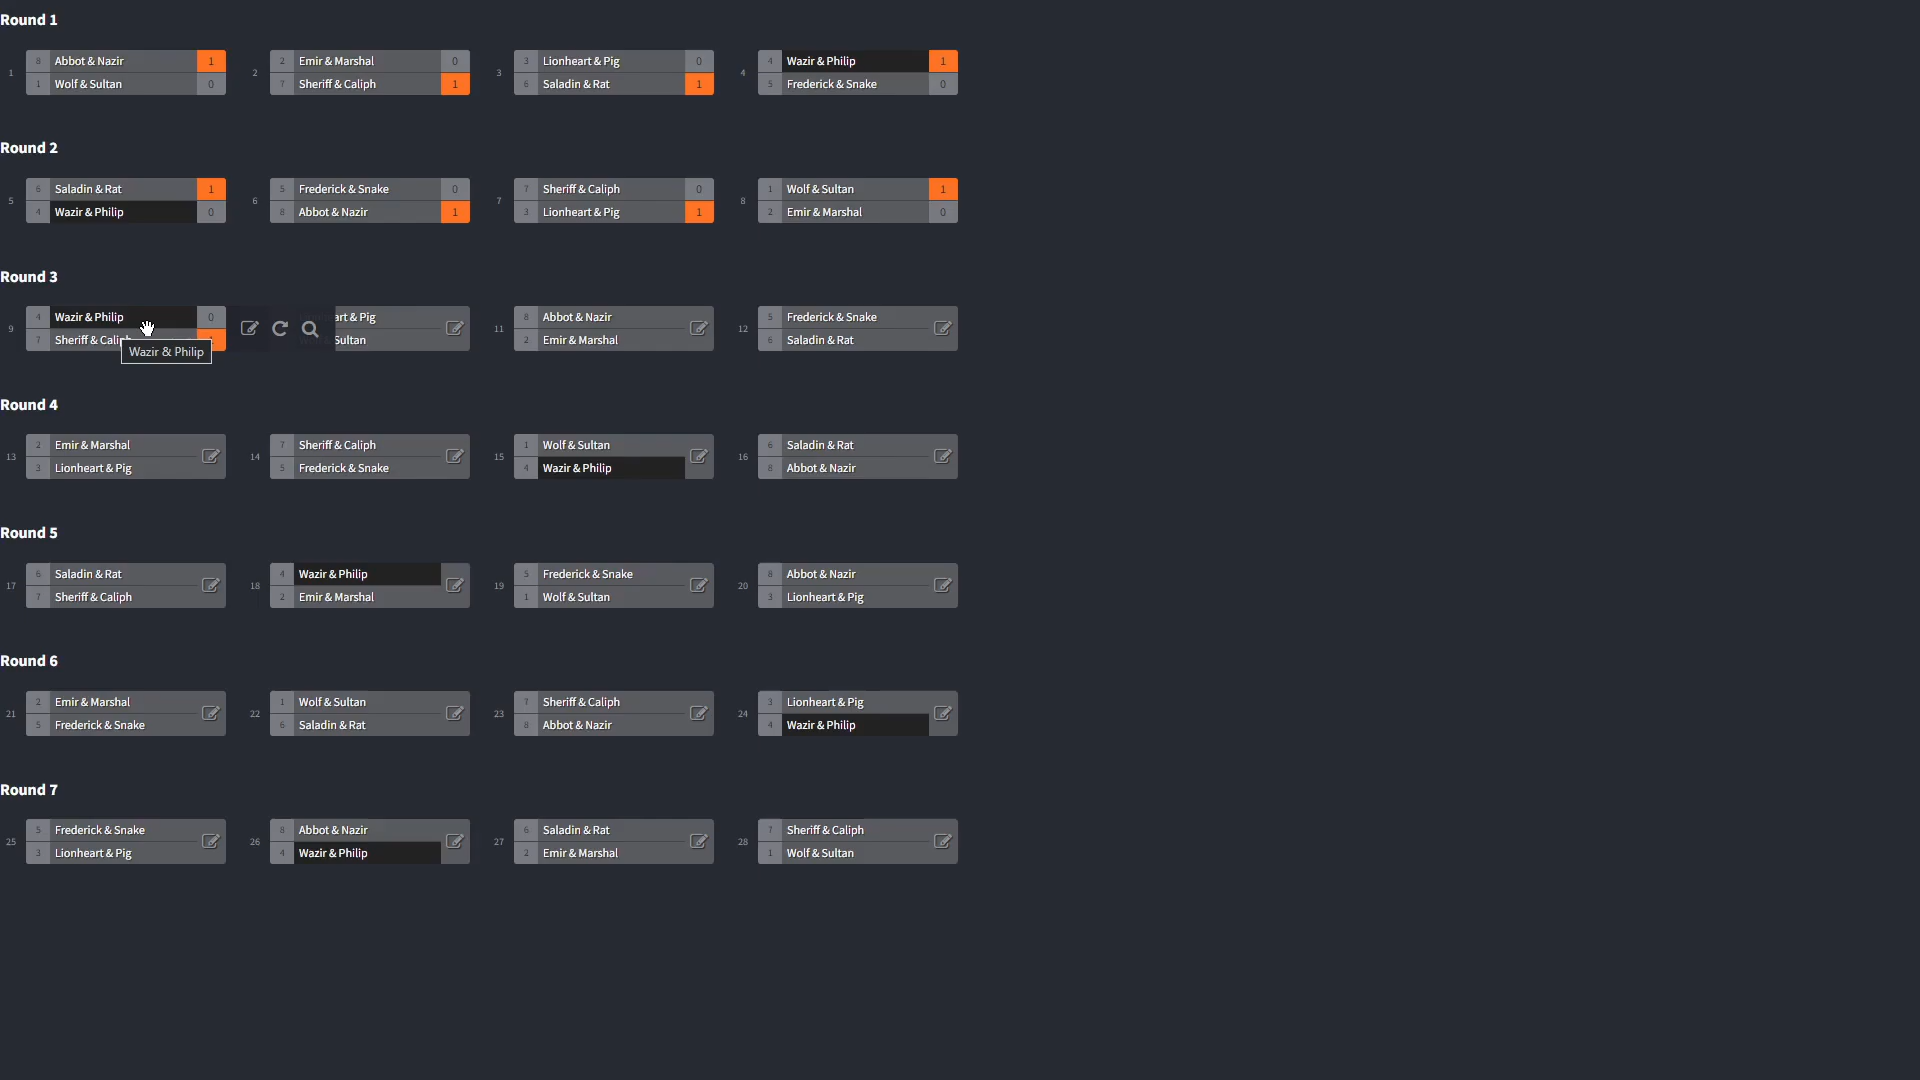 Round 1
1 8 Abbot & Nazir 1 2 2 Emir & Marshal 0 3 3 Lionheart & Pig 0 4 4 Wazir & Philip 1
1 Wolf & Sultan 0 7 Sheriff & Caliph 1 6 Saladin & Rat 1 5 Frederick & Snake 0
Round 2
5 6 Saladin & Rat 1 6 5 Frederick & Snake 0 7 7 Sheriff & Caliph 0 8 1 Wolf & Sultan 1
4 Wazir & Philip 0 8 Abbot & Nazir 1 3 Lionheart & Pig 1 2 Emir & Marshal 0
Round 3
9 4 Wazir & Philip 0 art & Pig 11 8 Abbot & Nazir 12 5 Frederick & Snake
7 Sheriff & Caliph Sultan 2 Emir & Marshal 6 Saladin & Rat
Wazir & Philip
Round 4
13 2 Emir & Marshal 14 7 Sheriff & Caliph 15 1 Wolf & Sultan 16 6 Saladin & Rat
3 Lionheart & Pig 5 Frederick & Snake 4 Wazir & Philip 8 Abbot & Nazir
Round 5
17 6 Saladin & Rat 18 4 Wazir & Philip 19 5 Frederick & Snake 20 8 Abbot & Nazir
7 Sheriff & Caliph 2 Emir & Marshal 1 Wolf & Sultan 3 Lionheart & Pig
Round 6
21 2 Emir & Marshal 22 1 Wolf & Sultan 23 7 Sheriff & Caliph 24 3 Lionheart & Pig
5 Frederick & Snake 6 Saladin & Rat 8 Abbot & Nazir 4 Wazir & Philip
Round 7
25 5 Frederick & Snake 26 8 Abbot & Nazir 27 6 Saladin & Rat 28 7 Sheriff & Caliph
3 Lionheart & Pig 4 Wazir & Philip 2 Emir & Marshal 1 Wolf & Sultan